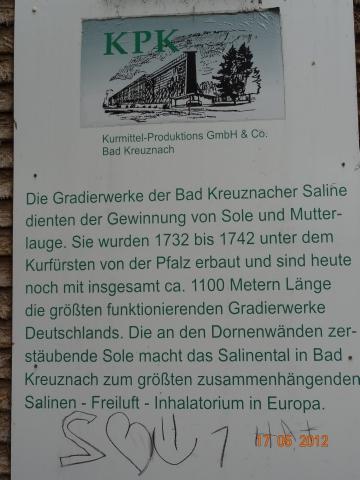 KPK
Kurmittel-Produktions GmbH & Co.
Bad Kreuznach
Die Gradierwerke der Bad Kreuznacher Saline
dienten der Gewinnung von Sole und Mutter-
lauge. Sie wurden 1732 bis 1742 unter dem
Kurfürsten von der Pfalz erbaut und sind heute
noch mit insgesamt ca. 1100 Metern Länge
die größten funktionierenden Gradierwerke
Deutschlands. Die an den Dornenwänden zer-
stäubende Sole macht das Salinental in Bad
Kreuznach zum größten zusammenhängenden
Salinen - Freiluft - Inhalatorium in Europa.
17 06 2012